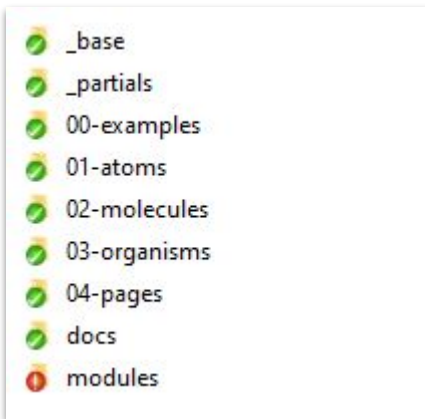 _base
_partials
00-examples
01-atoms
02-molecules
03-organisms
04-pages
docs
modules